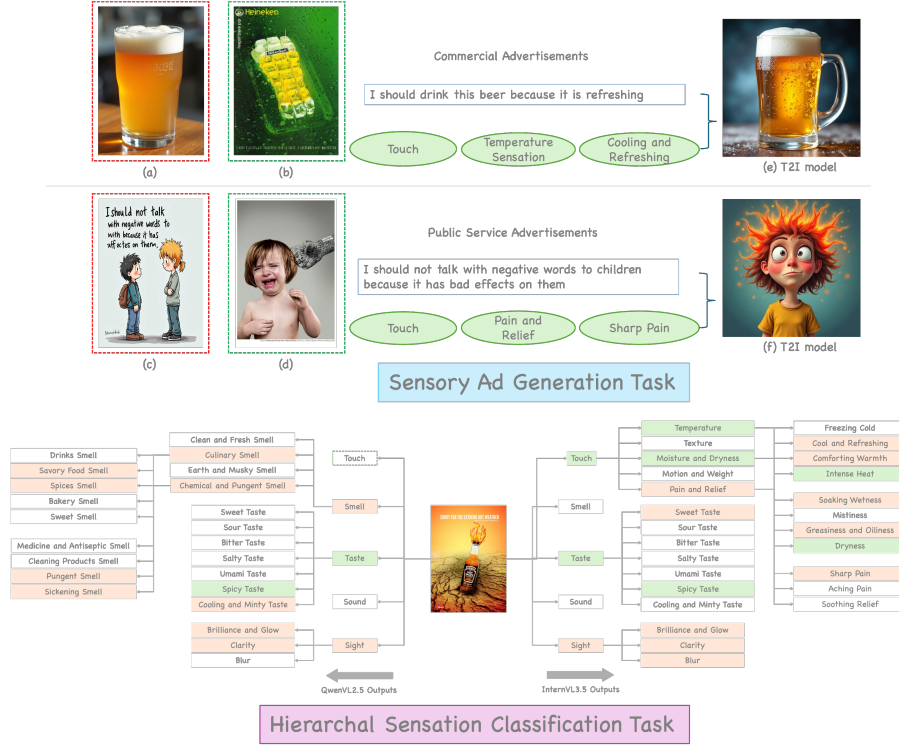 Heineken
Commercial Advertisements
I should drink this beer because it is refreshing
Touch
Temperature
Sensation
Cooling and
Refreshing
(a)
(b)
(e) T2I model
I should not talk
with negative words to
with because it has
affectes on them.
Public Service Advertisements
I should not talk with negative words to children
because it has bad effects on them
Touch
Pain and
Relief
Sharp Pain
(c)
(d)
(f) T2I model
Sensory Ad Generation Task
Drinks Smell
Savory Food Smell
Spices Smell
Bakery Smell
Sweet Smell
Medicine and Antiseptic Smell
Cleaning Products Smell
Pungent Smell
Sickening Smell
Clean and Fresh Smell
Culinary Smell
Earth and Musky Smell
Chemical and Pungent Smell
Sweet Taste
Sour Taste
Bitter Taste
Salty Taste
Umami Taste
Spicy Taste
Cooling and Minty Taste
Brilliance and Glow
Clarity
Blur
Touch
Smell
Taste
Sound
Sight
QwenVL2.5 Outputs
SORRY FOR THE EXTREME HOT WEATHER
Touch
Smell
Taste
Sound
Sight
InternVL3.5 Outputs
Temperature
Texture
Moisture and Dryness
Motion and Weight
Pain and Relief
Sweet Taste
Sour Taste
Bitter Taste
Salty Taste
Umami Taste
Spicy Taste
Cooling and Minty Taste
Brilliance and Glow
Clarity
Blur
Freezing Cold
Cool and Refreshing
Comforting Warmth
Intense Heat
Soaking Wetness
Mistiness
Greasiness and Oiliness
Dryness
Sharp Pain
Aching Pain
Soothing Relief
Hierarchal Sensation Classification Task